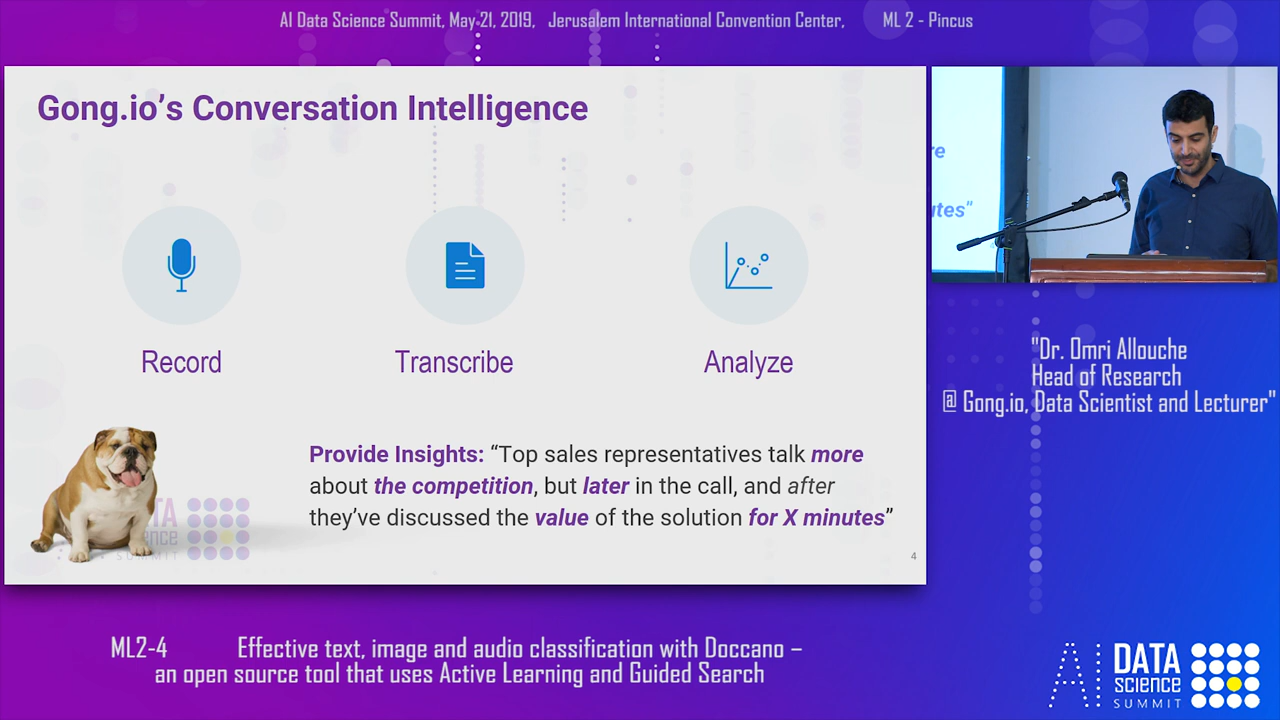 AI Data Science Summit, May 21, 2019, Jerusalem International Convention Center, ML 2 - Pincus
Gong.io’s Conversation Intelligence
Record
Transcribe
Analyze
Provide Insights: “Top sales representatives talk more
about the competition, but later in the call, and after
they’ve discussed the value of the solution for X minutes”
4
re
utes"
"Dr. Omri Allouche
Head of Research
@ Gong.io, Data Scientist and Lecturer"
ML2-4 Effective text, image and audio classification with Doccano –
an open source tool that uses Active Learning and Guided Search
AI DATA
SCIENCE
SUMMIT